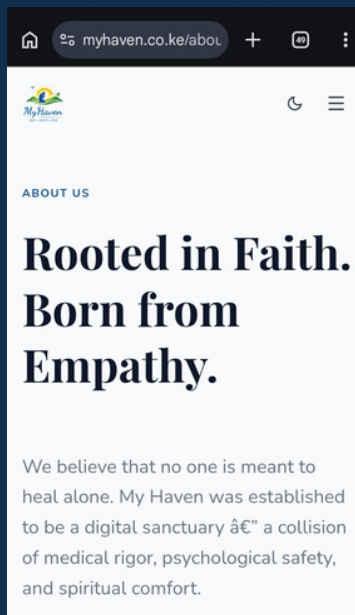 myhaven.co.ke/abou
49
My Haven
ABOUT US
Rooted in Faith.
Born from
Empathy.
We believe that no one is meant to
heal alone. My Haven was established
to be a digital sanctuary â€” a collision
of medical rigor, psychological safety,
and spiritual comfort.